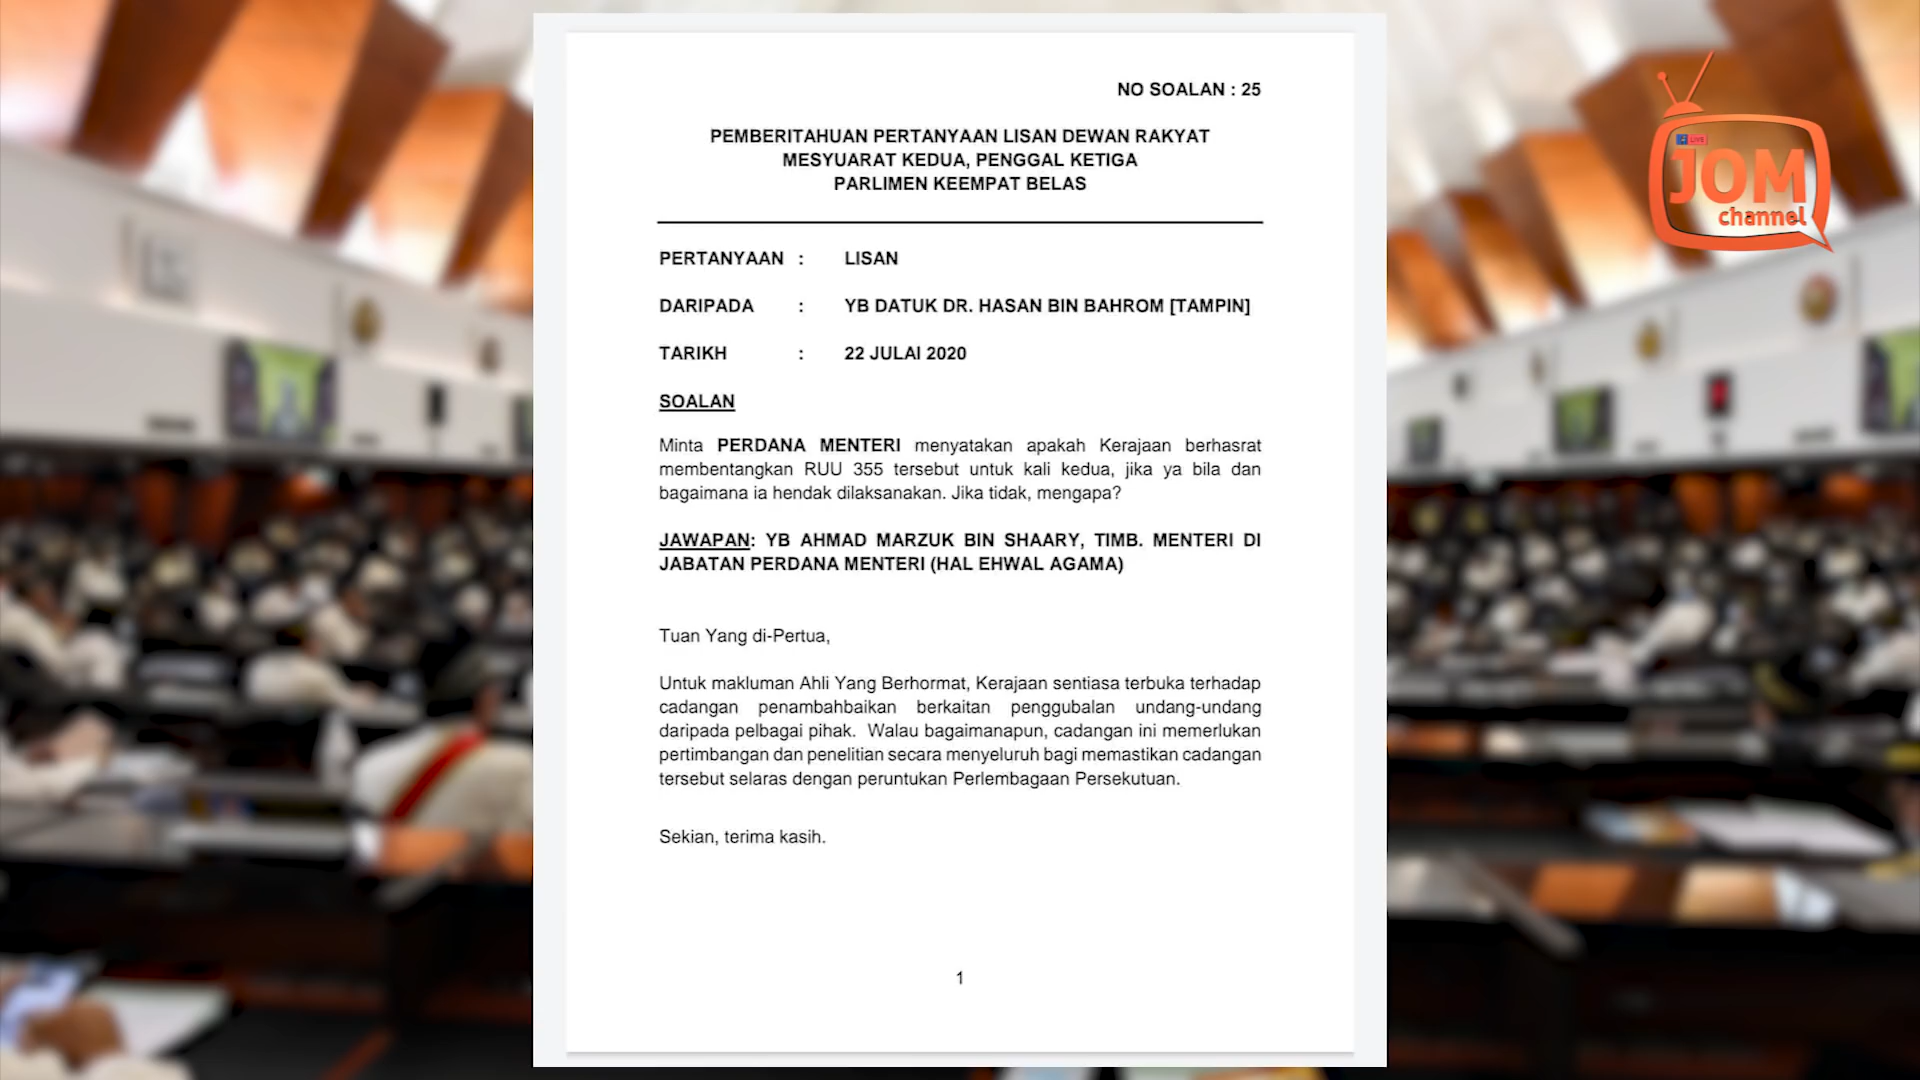 NO SOALAN : 25
PEMBERITAHUAN PERTANYAAN LISAN DEWAN RAKYAT
MESYUARAT KEDUA, PENGGAL KETIGA
PARLIMEN KEEMPAT BELAS
PERTANYAAN : LISAN
DARIPADA : YB DATUK DR. HASAN BIN BAHROM [TAMPIN]
TARIKH : 22 JULAI 2020
SOALAN
Minta PERDANA MENTERI menyatakan apakah Kerajaan berhasrat
membentangkan RUU 355 tersebut untuk kali kedua, jika ya bila dan
bagaimana ia hendak dilaksanakan. Jika tidak, mengapa?
JAWAPAN: YB AHMAD MARZUK BIN SHAARY, TIMB. MENTERI DI
JABATAN PERDANA MENTERI (HAL EHWAL AGAMA)
Tuan Yang di-Pertua,
Untuk makluman Ahli Yang Berhormat, Kerajaan sentiasa terbuka terhadap
cadangan penambahbaikan berkaitan penggubalan undang-undang
daripada pelbagai pihak. Walau bagaimanapun, cadangan ini memerlukan
pertimbangan dan penelitian secara menyeluruh bagi memastikan cadangan
tersebut selaras dengan peruntukan Perlembagaan Persekutuan.
Sekian, terima kasih.
1
LIVE
JOM
channel